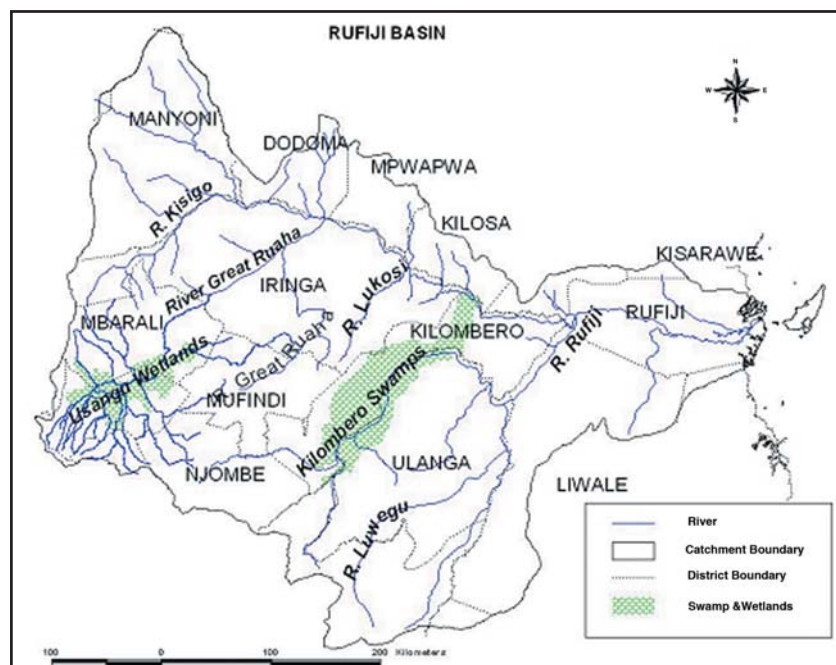 RUFIJI BASIN
N
W E
S
MANYONI
DODOMA
MPWAPWA
R. Kisigo
KILOSA
KISARAWE
River Great Ruaha
IRINGA
R. Lukosi
MBARALI
KILOMBERO
RUFIJI
R. Rufiji
Usangu Wetlands
Great Ruaha
MUFINDI
Kilombero Swamps
NJOMBE
ULANGA
LIWALE
R. Luwegu
River
Catchment Boundary
District Boundary
Swamp &Wetlands
100 0 100 200 Kilometers